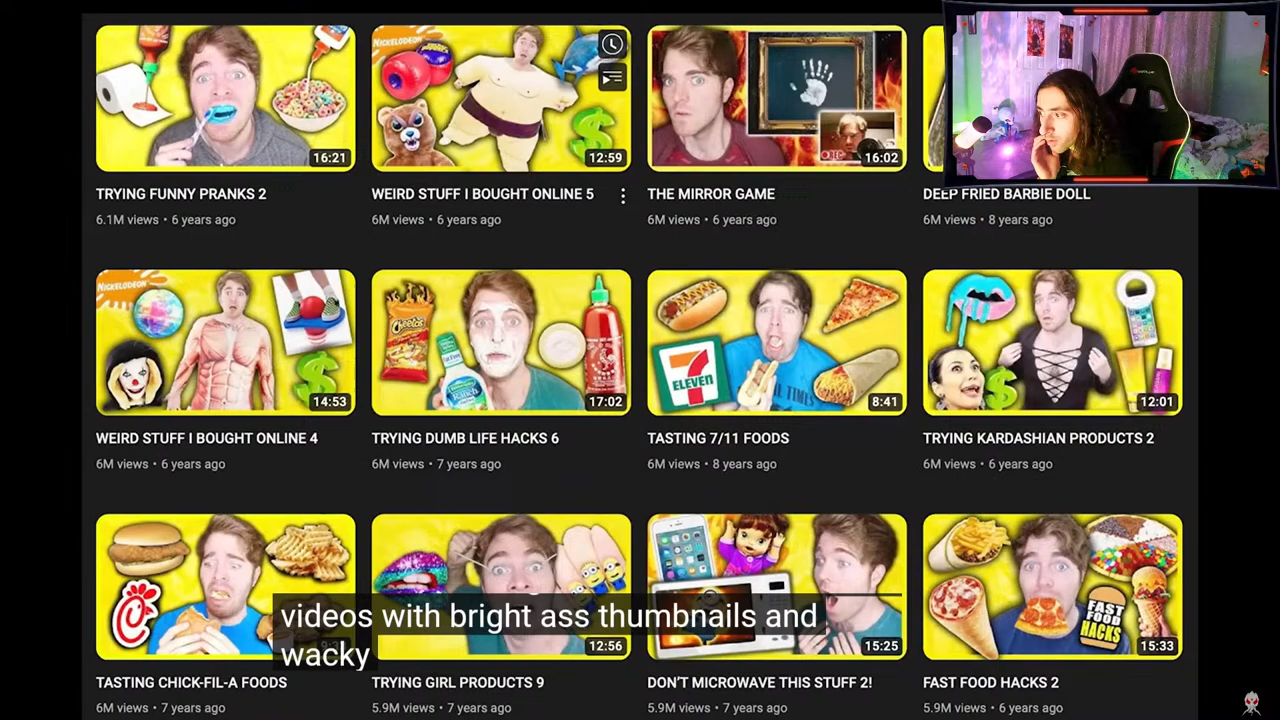 NICKELODEON
16:21
12:59
REC
16:02
TRYING FUNNY PRANKS 2
WEIRD STUFF I BOUGHT ONLINE 5
THE MIRROR GAME
DEEP FRIED BARBIE DOLL
6.1M views • 6 years ago
6M views • 6 years ago
6M views • 6 years ago
6M views • 8 years ago
NICKELODEON
Cheetos
Ranch
7
ELEVEN
TIMES
14:53
17:02
8:41
12:01
WEIRD STUFF I BOUGHT ONLINE 4
TRYING DUMB LIFE HACKS 6
TASTING 7/11 FOODS
TRYING KARDASHIAN PRODUCTS 2
6M views • 6 years ago
6M views • 7 years ago
6M views • 8 years ago
6M views • 6 years ago
FAST
FOOD
HACKS
videos with bright ass thumbnails and
wacky
12:56
15:25
15:33
TASTING CHICK-FIL-A FOODS
TRYING GIRL PRODUCTS 9
DON'T MICROWAVE THIS STUFF 2!
FAST FOOD HACKS 2
6M views • 7 years ago
5.9M views • 7 years ago
5.9M views • 7 years ago
5.9M views • 6 years ago